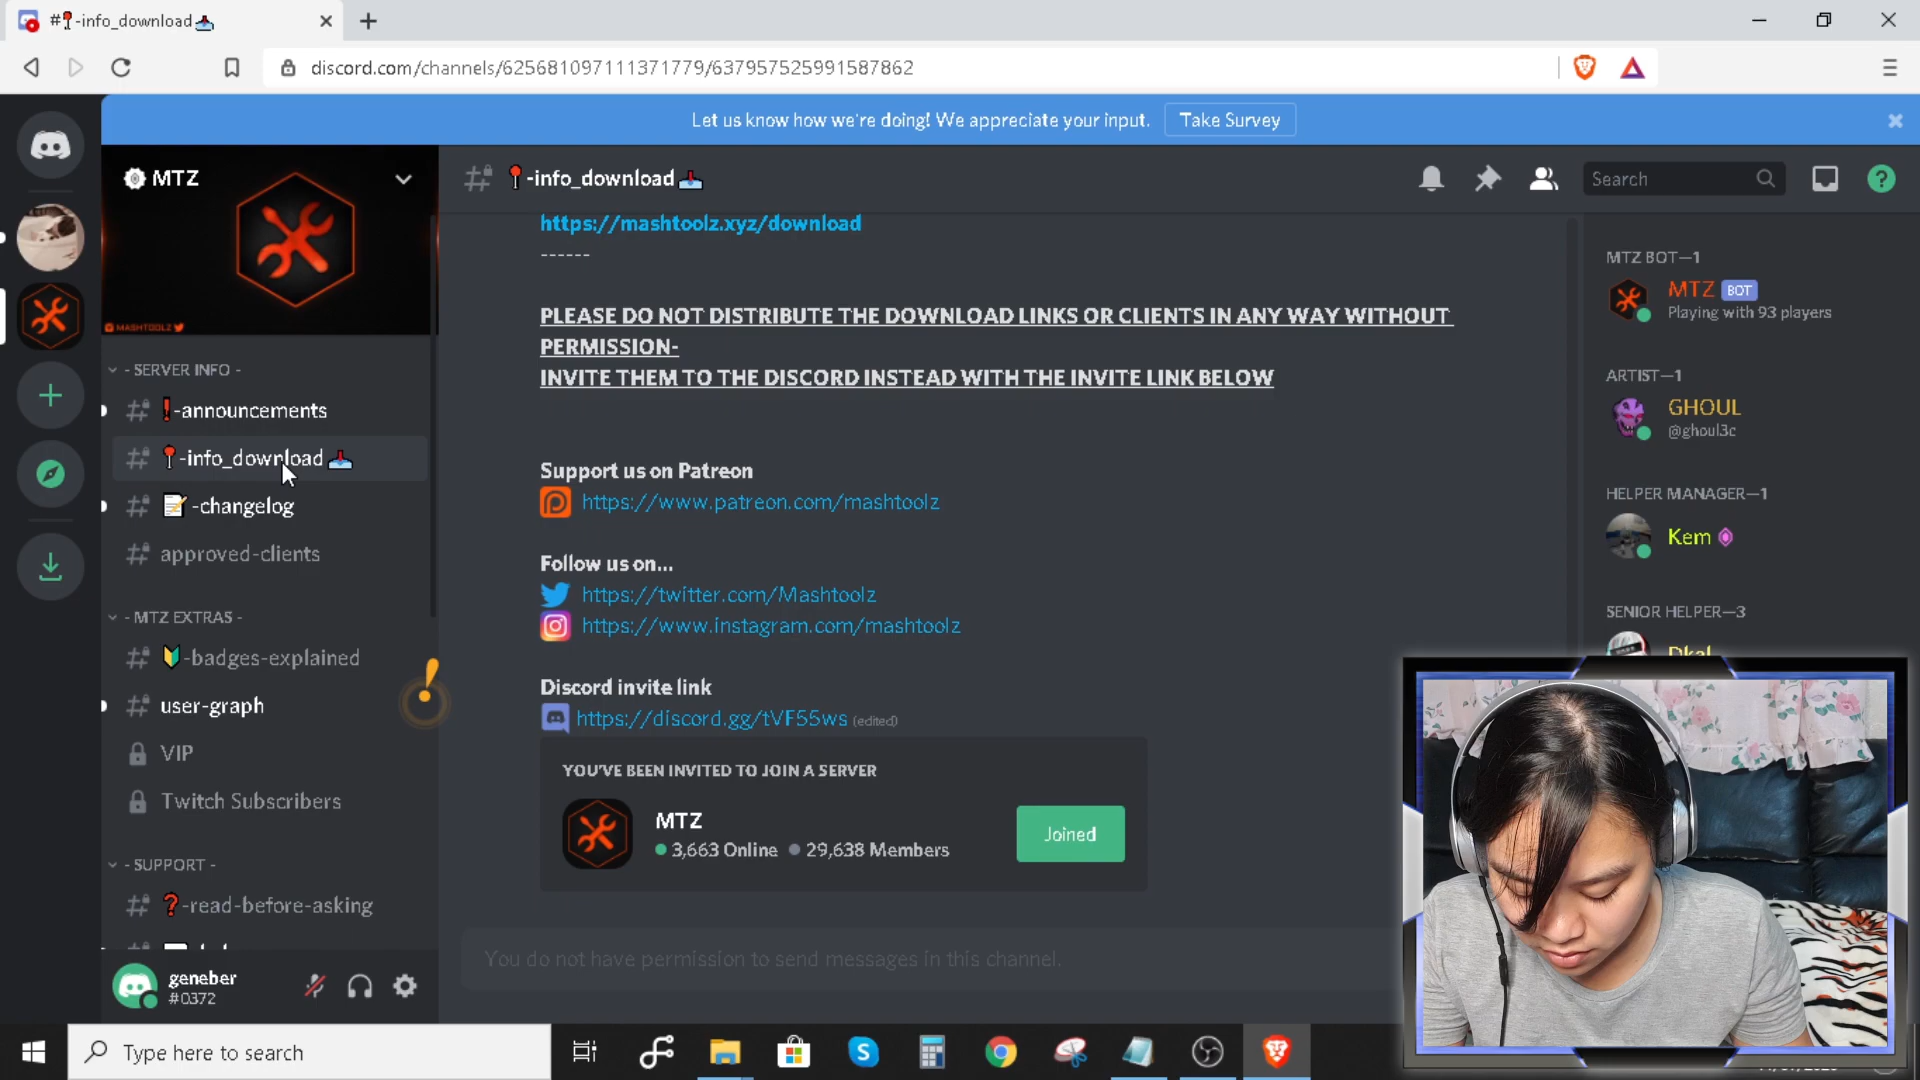 #📍-info_download📥
discord.com/channels/625681097111371779/637957525991587862
Let us know how we're doing! We appreciate your input.
Take Survey
MTZ
MASHTOOLZ
#📍-info_download📥
Search
- SERVER INFO -
❗-announcements
📍-info_download📥
📝-changelog
approved-clients
- MTZ EXTRAS -
🔰-badges-explained
user-graph
VIP
Twitch Subscribers
- SUPPORT -
❓-read-before-asking
geneber
#0372
https://mashtoolz.xyz/download
------
PLEASE DO NOT DISTRIBUTE THE DOWNLOAD LINKS OR CLIENTS IN ANY WAY WITHOUT
PERMISSION-
INVITE THEM TO THE DISCORD INSTEAD WITH THE INVITE LINK BELOW
Support us on Patreon
https://www.patreon.com/mashtoolz
Follow us on...
https://twitter.com/Mashtoolz
https://www.instagram.com/mashtoolz
Discord invite link
https://discord.gg/tVF55ws (edited)
YOU'VE BEEN INVITED TO JOIN A SERVER
MTZ
3,663 Online 29,638 Members
Joined
You do not have permission to send messages in this channel.
MTZ BOT—1
MTZ BOT
Playing with 93 players
ARTIST—1
GHOUL
@ghoul3c
HELPER MANAGER—1
Kem
SENIOR HELPER—3
Type here to search